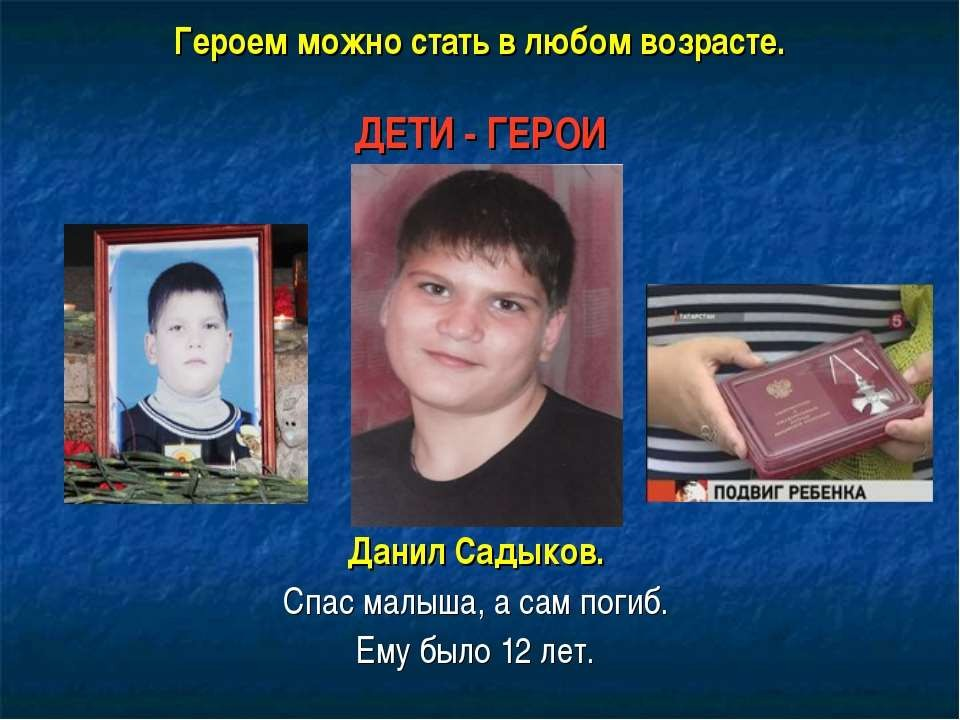 Героем можно стать в любом возрасте.
ДЕТИ - ГЕРОИ
ТАТАРСТАН
5
ПОДВИГ РЕБЕНКА
Данил Садыков.
Спас малыша, а сам погиб.
Ему было 12 лет.